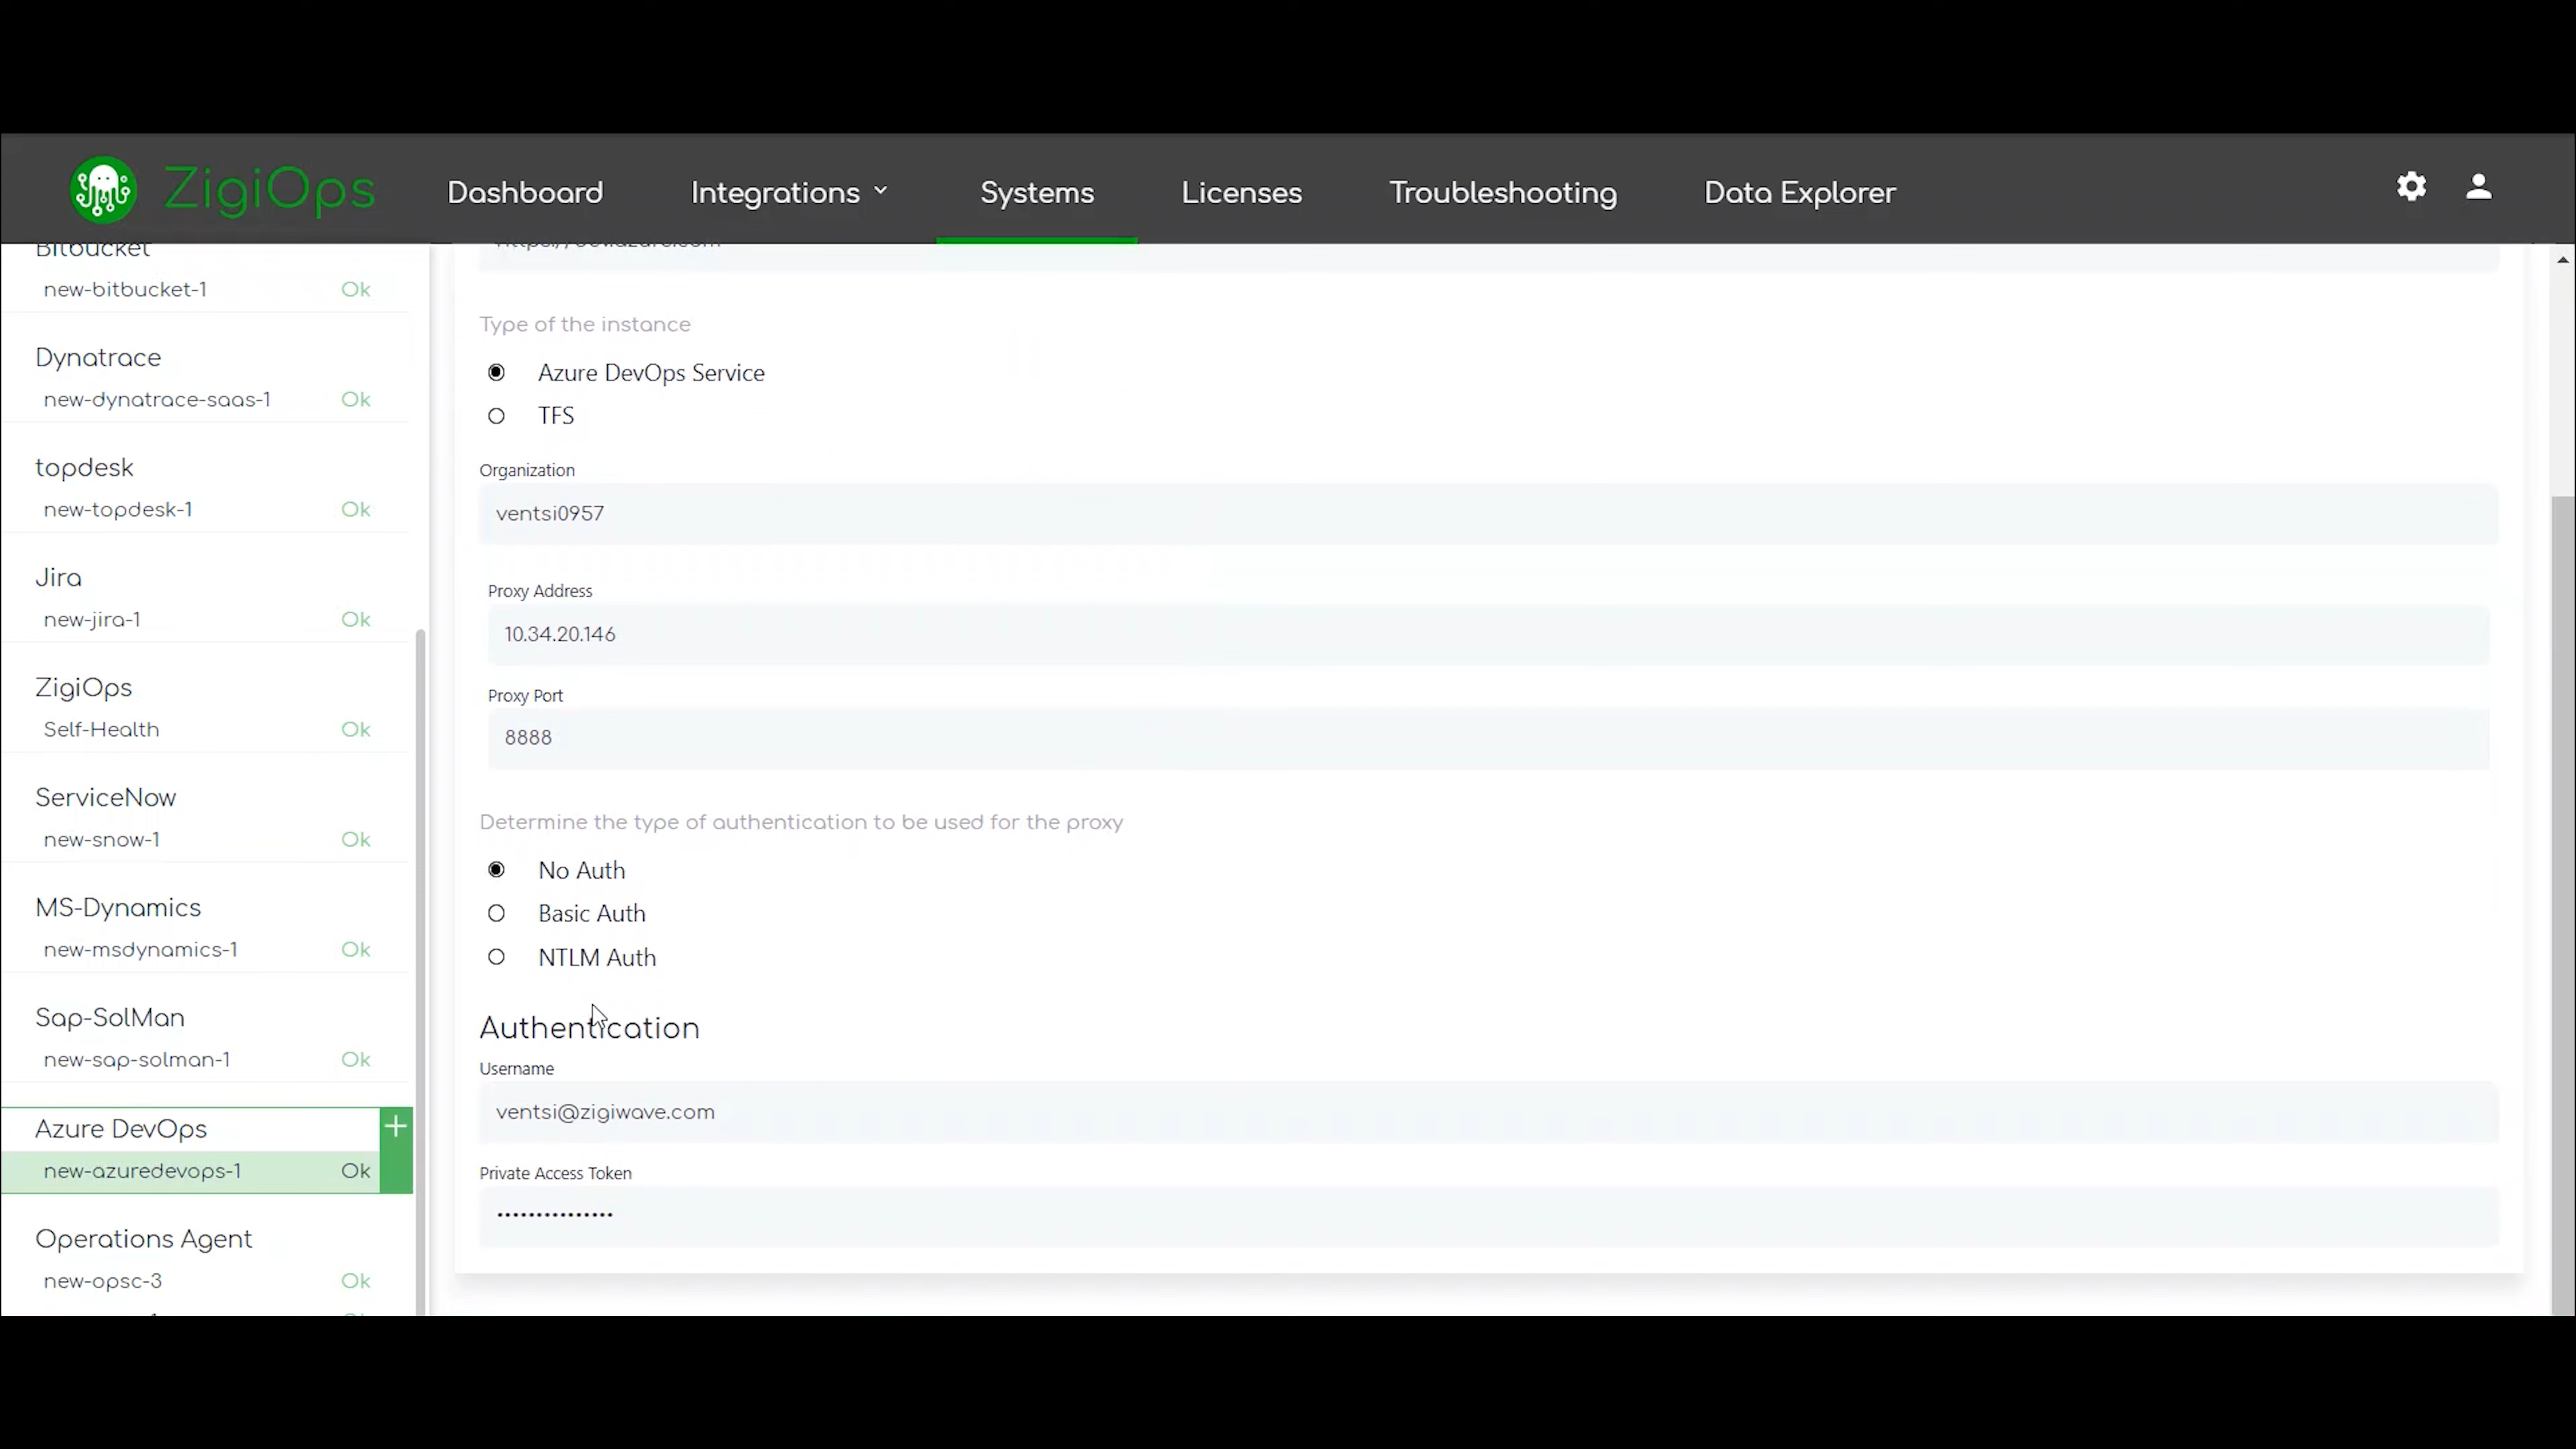 ZigiOps
Dashboard
Integrations
Systems
Licenses
Troubleshooting
Data Explorer
Bitbucket
new-bitbucket-1 Ok
Dynatrace
new-dynatrace-saas-1 Ok
topdesk
new-topdesk-1 Ok
Jira
new-jira-1 Ok
ZigiOps
Self-Health Ok
ServiceNow
new-snow-1 Ok
MS-Dynamics
new-msdynamics-1 Ok
Sap-SolMan
new-sap-solman-1 Ok
Azure DevOps +
new-azuredevops-1 Ok
Operations Agent
new-opsc-3 Ok
Type of the instance
Azure DevOps Service
TFS
Organization
ventsi0957
Proxy Address
10.34.20.146
Proxy Port
8888
Determine the type of authentication to be used for the proxy
No Auth
Basic Auth
NTLM Auth
Authentication
Username
ventsi@zigiwave.com
Private Access Token
•••••••••••••••